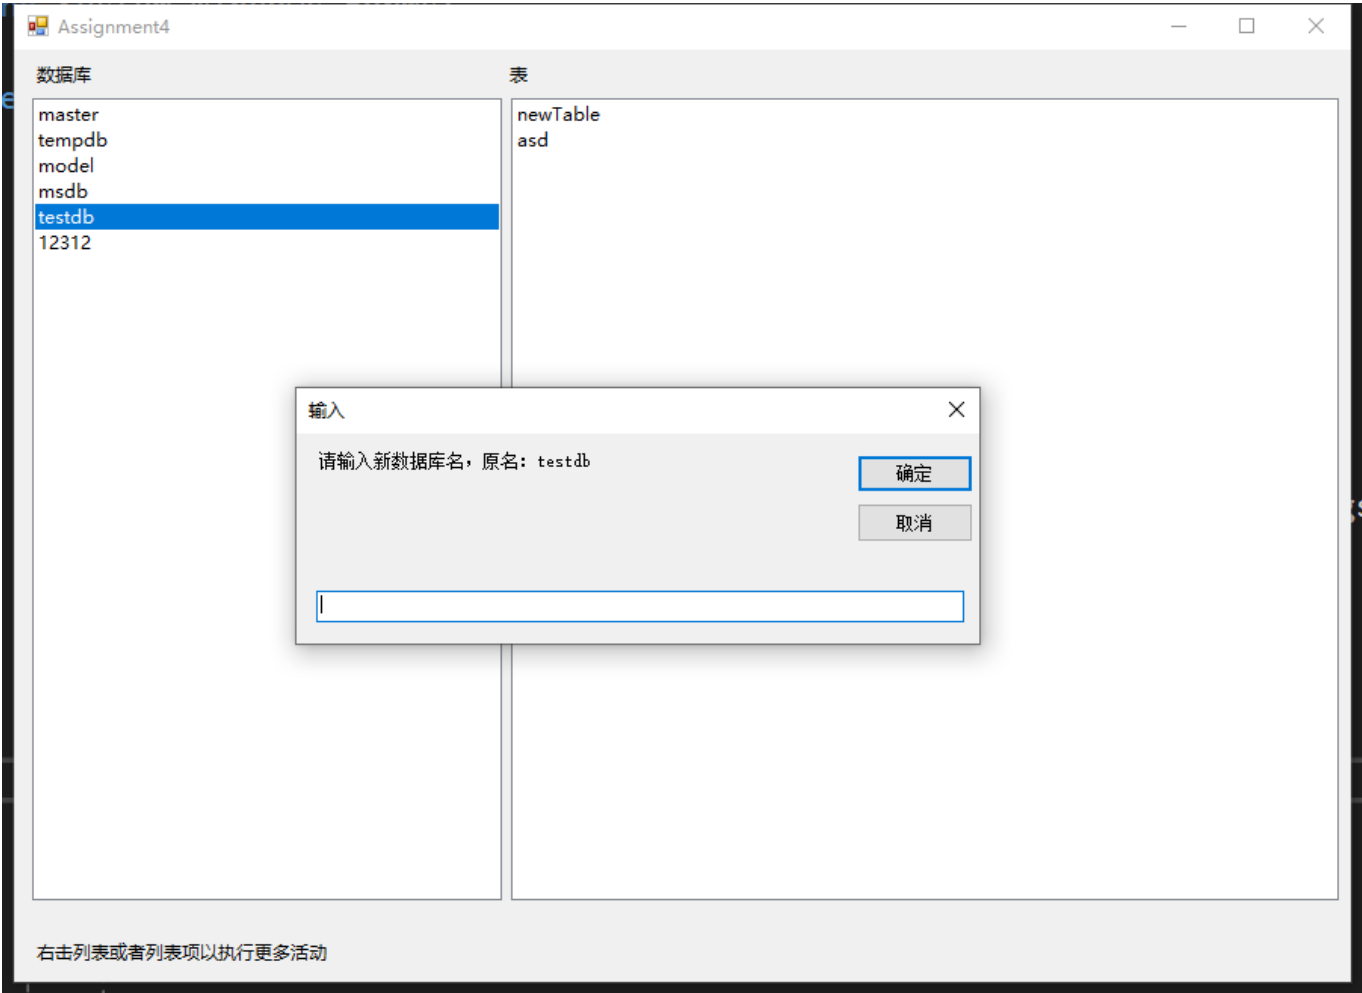 Assignment4
数据库
表
master
tempdb
model
msdb
testdb
12312
newTable
asd
输入
请输入新数据库名，原名：testdb
确定
取消
右击列表或者列表项以执行更多活动